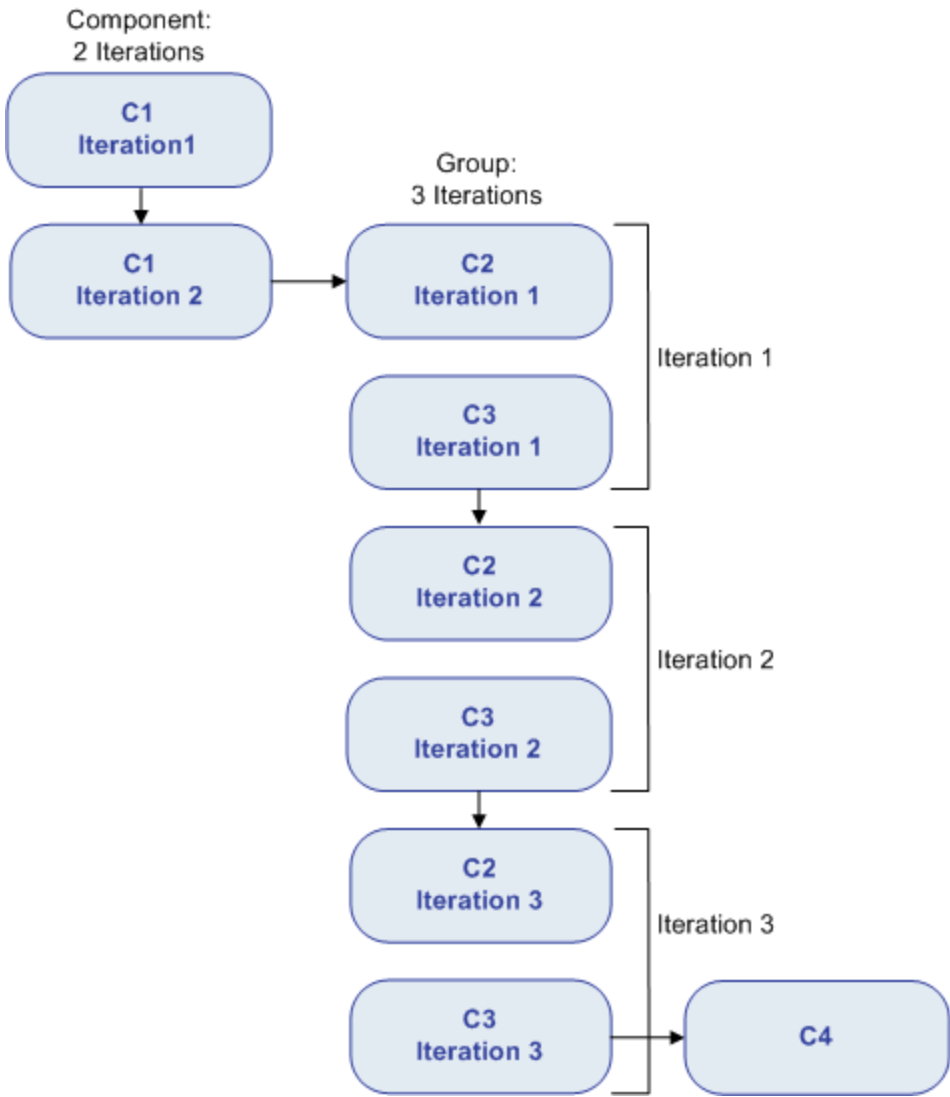 Component:
2 Iterations
C1
Iteration1
Group:
3 Iterations
C1
Iteration 2
C2
Iteration 1
Iteration 1
C3
Iteration 1
C2
Iteration 2
Iteration 2
C3
Iteration 2
C2
Iteration 3
Iteration 3
C3
Iteration 3
C4